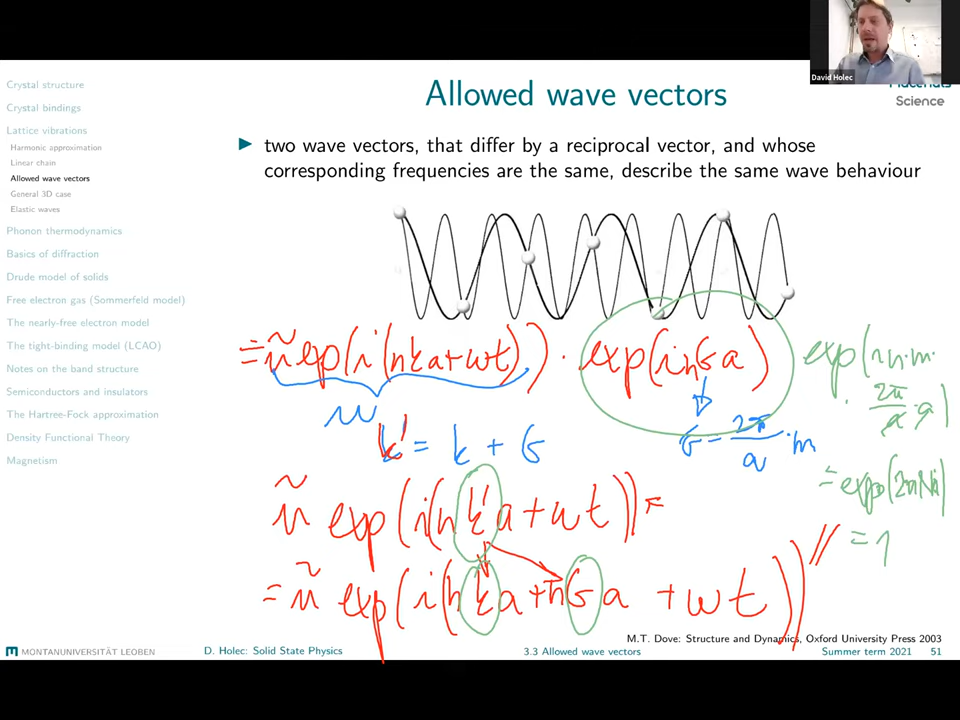 David Holec
Materials
Science
Allowed wave vectors
Crystal structure
Crystal bindings
Lattice vibrations
Harmonic approximation
Linear chain
Allowed wave vectors
General 3D case
Elastic waves
Phonon thermodynamics
Basics of diffraction
Drude model of solids
Free electron gas (Sommerfeld model)
The nearly-free electron model
The tight-binding model (LCAO)
Notes on the band structure
Semiconductors and insulators
The Hartree-Fock approximation
Density Functional Theory
Magnetism
▶ two wave vectors, that differ by a reciprocal vector, and whose
corresponding frequencies are the same, describe the same wave behaviour
= ũ exp(i(nka+ωt)) · exp(inGa)
exp(i n·m·
· 2π/a · a)
u
k' = k + G
G = 2π/a · m
= exp(2πNi)
= 1
ũ exp(i(nk'a+ωt)) =
= ũ exp(i(nka+nGa +ωt)) //
M.T. Dove: Structure and Dynamics, Oxford University Press 2003
MONTANUNIVERSITÄT LEOBEN
D. Holec: Solid State Physics
3.3 Allowed wave vectors
Summer term 2021 51